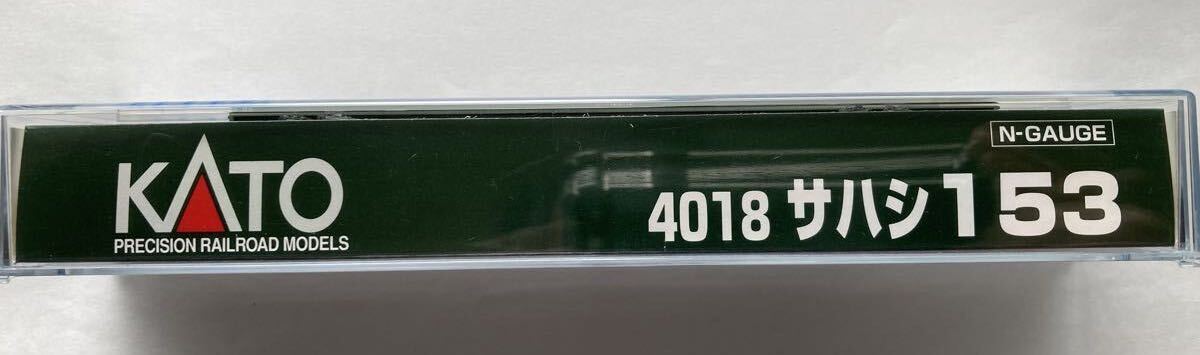 KATO
PRECISION RAILROAD MODELS
N-GAUGE
4018 サハシ153